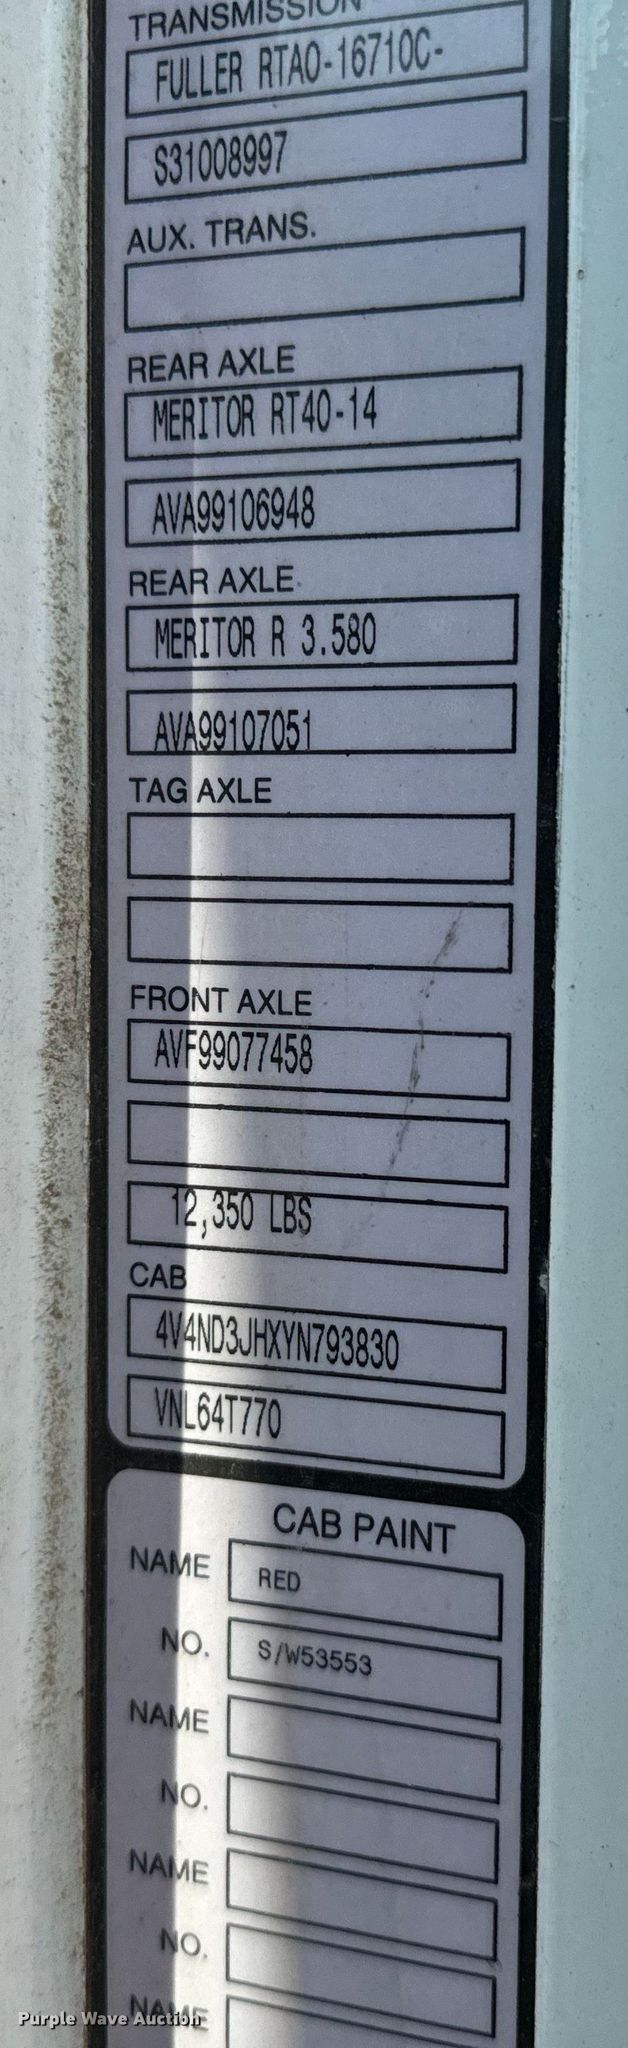 TRANSMISSION
FULLER RTAO-16710C-
S31008997
AUX. TRANS.
REAR AXLE
MERITOR RT40-14
AVA99106948
REAR AXLE
MERITOR R 3.580
AVA99107051
TAG AXLE
FRONT AXLE
AVF99077458
12,350 LBS
CAB
4V4ND3JHXYN793830
VNL64T770
CAB PAINT
NAME RED
NO. S/W53553
NAME
NO.
NAME
NO.
NAME
Purple Wave Auction